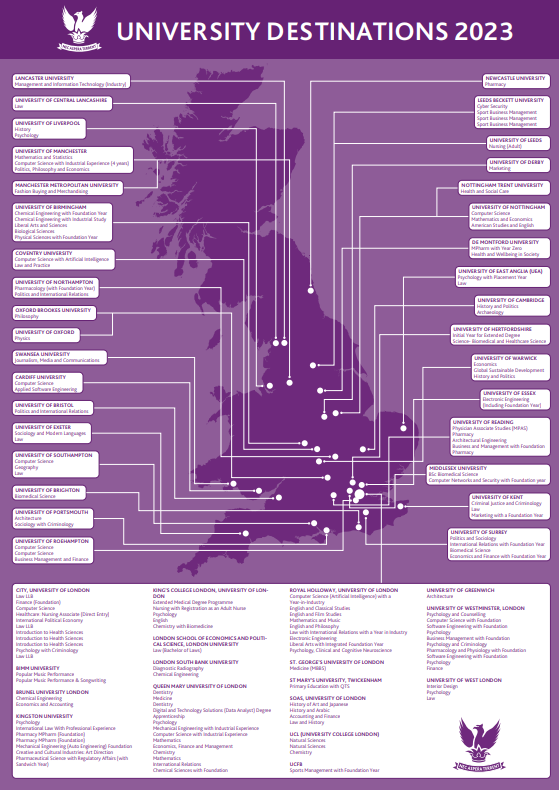 UNIVERSITY DESTINATIONS 2023
NEC ASPERA TERRENT
LANCASTER UNIVERSITY
Management and Information Technology (Industry)
UNIVERSITY OF CENTRAL LANCASHIRE
Law
UNIVERSITY OF LIVERPOOL
History
Psychology
UNIVERSITY OF MANCHESTER
Mathematics and Statistics
Computer Science with Industrial Experience (4 years)
Politics, Philosophy and Economics
MANCHESTER METROPOLITAN UNIVERSITY
Fashion Buying and Merchandising
UNIVERSITY OF BIRMINGHAM
Chemical Engineering with Foundation Year
Chemical Engineering with Industrial Study
Liberal Arts and Sciences
Biological Sciences
Physical Sciences with Foundation Year
COVENTRY UNIVERSITY
Computer Science with Artificial Intelligence
Law and Practice
UNIVERSITY OF NORTHAMPTON
Pharmacology (with Foundation Year)
Politics and International Relations
OXFORD BROOKES UNIVERSITY
Philosophy
UNIVERSITY OF OXFORD
Physics
SWANSEA UNIVERSITY
Journalism, Media and Communications
CARDIFF UNIVERSITY
Computer Science
Applied Software Engineering
UNIVERSITY OF BRISTOL
Politics and International Relations
UNIVERSITY OF EXETER
Sociology and Modern Languages
Law
UNIVERSITY OF SOUTHAMPTON
Computer Science
Geography
Law
UNIVERSITY OF BRIGHTON
Biomedical Science
UNIVERSITY OF PORTSMOUTH
Architecture
Sociology with Criminology
UNIVERSITY OF ROEHAMPTON
Computer Science
Computer Science
Business Management and Finance
NEWCASTLE UNIVERSITY
Pharmacy
LEEDS BECKETT UNIVERSITY
Cyber Security
Sport Business Management
Sport Business Management
Sport Business Management
UNIVERSITY OF LEEDS
Nursing (Adult)
UNIVERSITY OF DERBY
Marketing
NOTTINGHAM TRENT UNIVERSITY
Health and Social Care
UNIVERSITY OF NOTTINGHAM
Computer Science
Mathematics and Economics
American Studies and English
DE MONTFORD UNIVERSITY
MPharm with Year Zero
Health and Wellbeing in Society
UNIVERSITY OF EAST ANGLIA (UEA)
Psychology with Placement Year
Law
UNIVERSITY OF CAMBRIDGE
History and Politics
Archaeology
UNIVERSITY OF HERTFORDSHIRE
Initial Year for Extended Degree
Science- Biomedical and Healthcare Science
UNIVERSITY OF WARWICK
Economics
Global Sustainable Development
History and Politics
UNIVERSITY OF ESSEX
Electronic Engineering
(Including Foundation Year)
UNIVERSITY OF READING
Physician Associate Studies (MPAS)
Pharmacy
Architectural Engineering
Business and Management with Foundation
Pharmacy
MIDDLESEX UNIVERSITY
BSc Biomedical Science
Computer Networks and Security with Foundation year
UNIVERSITY OF KENT
Criminal Justice and Criminology
Law
Marketing with a Foundation Year
UNIVERSITY OF SURREY
Politics and Sociology
International Relations with Foundation Year
Biomedical Science
Economics and Finance with Foundation Year
CITY, UNIVERSITY OF LONDON
Law LLB
Finance (Foundation)
Computer Science
Healthcare: Nursing Associate (Direct Entry)
International Political Economy
Law LLB
Introduction to Health Sciences
Introduction to Health Sciences
Introduction to Health Sciences
Psychology with Criminology
Law LLB
BIMM UNIVERSITY
Popular Music Performance
Popular Music Performance & Songwriting
BRUNEL UNIVERSITY LONDON
Chemical Engineering
Economics and Accounting
KINGSTON UNIVERSITY
Psychology
International Law With Professional Experience
Pharmacy MPharm (Foundation)
Pharmacy MPharm (Foundation)
Mechanical Engineering (Auto Engineering) Foundation
Creative and Cultural Industries: Art Direction
Pharmaceutical Science with Regulatory Affairs (with
Sandwich Year)
KING'S COLLEGE LONDON, UNIVERSITY OF LON-
DON
Extended Medical Degree Programme
Nursing with Registration as an Adult Nurse
Psychology
English
Chemistry with Biomedicine
LONDON SCHOOL OF ECONOMICS AND POLITI-
CAL SCIENCE, LONDON UNIVERSITY
Law (Bachelor of Laws)
LONDON SOUTH BANK UNIVERSITY
Diagnostic Radiography
Chemical Engineering
QUEEN MARY UNIVERSITY OF LONDON
Dentistry
Medicine
Dentistry
Digital and Technology Solutions (Data Analyst) Degree
Apprenticeship
Psychology
Mechanical Engineering with Industrial Experience
Computer Science with Industrial Experience
Mathematics
Economics, Finance and Management
Chemistry
Mathematics
International Relations
Chemical Sciences with Foundation
ROYAL HOLLOWAY, UNIVERSITY OF LONDON
Computer Science (Artificial Intelligence) with a
Year-in-Industry
English and Classical Studies
English and Film Studies
Mathematics and Music
English and Philosophy
Law with International Relations with a Year in Industry
Electronic Engineering
Liberal Arts with Integrated Foundation Year
Psychology, Clinical and Cognitive Neuroscience
ST. GEORGE'S UNIVERSITY OF LONDON
Medicine (MBBS)
ST MARY'S UNIVERSITY, TWICKENHAM
Primary Education with QTS
SOAS, UNIVERSITY OF LONDON
History of Art and Japanese
History and Arabic
Accounting and Finance
Law and History
UCL (UNIVERSITY COLLEGE LONDON)
Natural Sciences
Natural Sciences
Chemistry
UCFB
Sports Management with Foundation Year
UNIVERSITY OF GREENWICH
Architecture
UNIVERSITY OF WESTMINSTER, LONDON
Psychology and Counselling
Computer Science with Foundation
Software Engineering with Foundation
Psychology
Business Management with Foundation
Psychology and Criminology
Pharmacology and Physiology with Foundation
Software Engineering with Foundation
Psychology
Finance
UNIVERSITY OF WEST LONDON
Interior Design
Psychology
Law
NEC ASPERA TERRENT